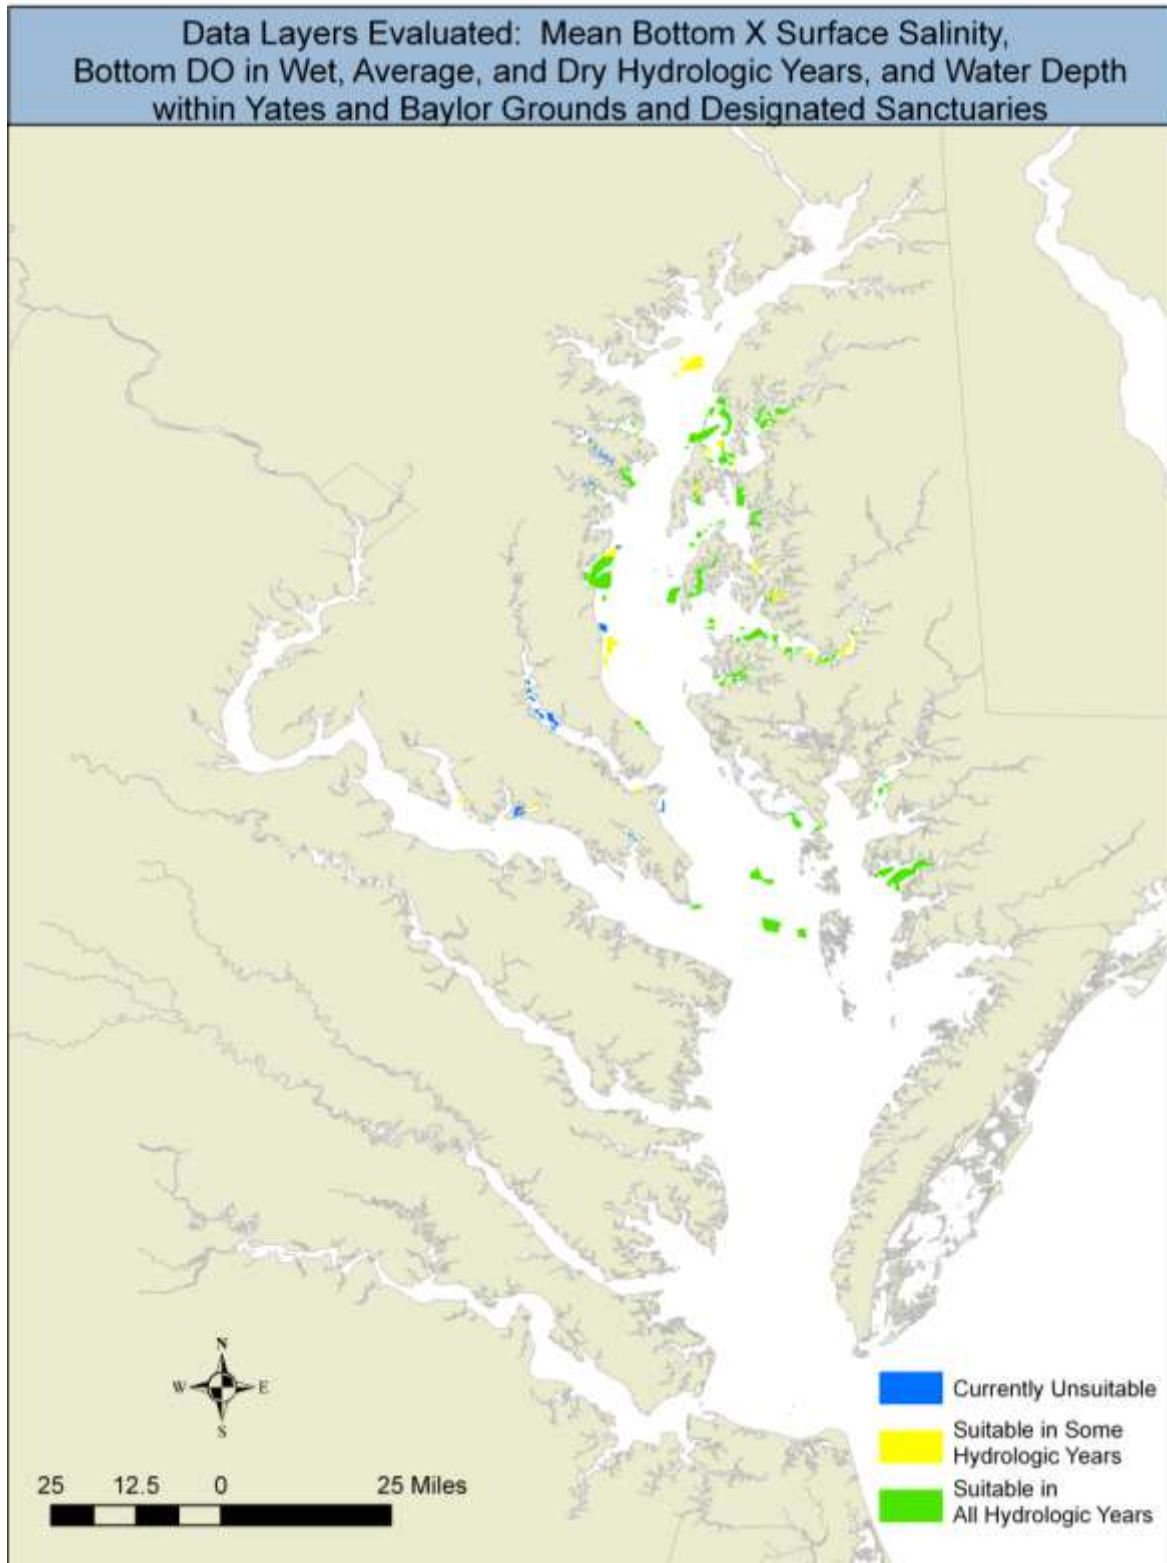 Data Layers Evaluated: Mean Bottom X Surface Salinity,
Bottom DO in Wet, Average, and Dry Hydrologic Years, and Water Depth
within Yates and Baylor Grounds and Designated Sanctuaries
N
W E
S
25 12.5 0 25 Miles
Currently Unsuitable
Suitable in Some
Hydrologic Years
Suitable in
All Hydrologic Years